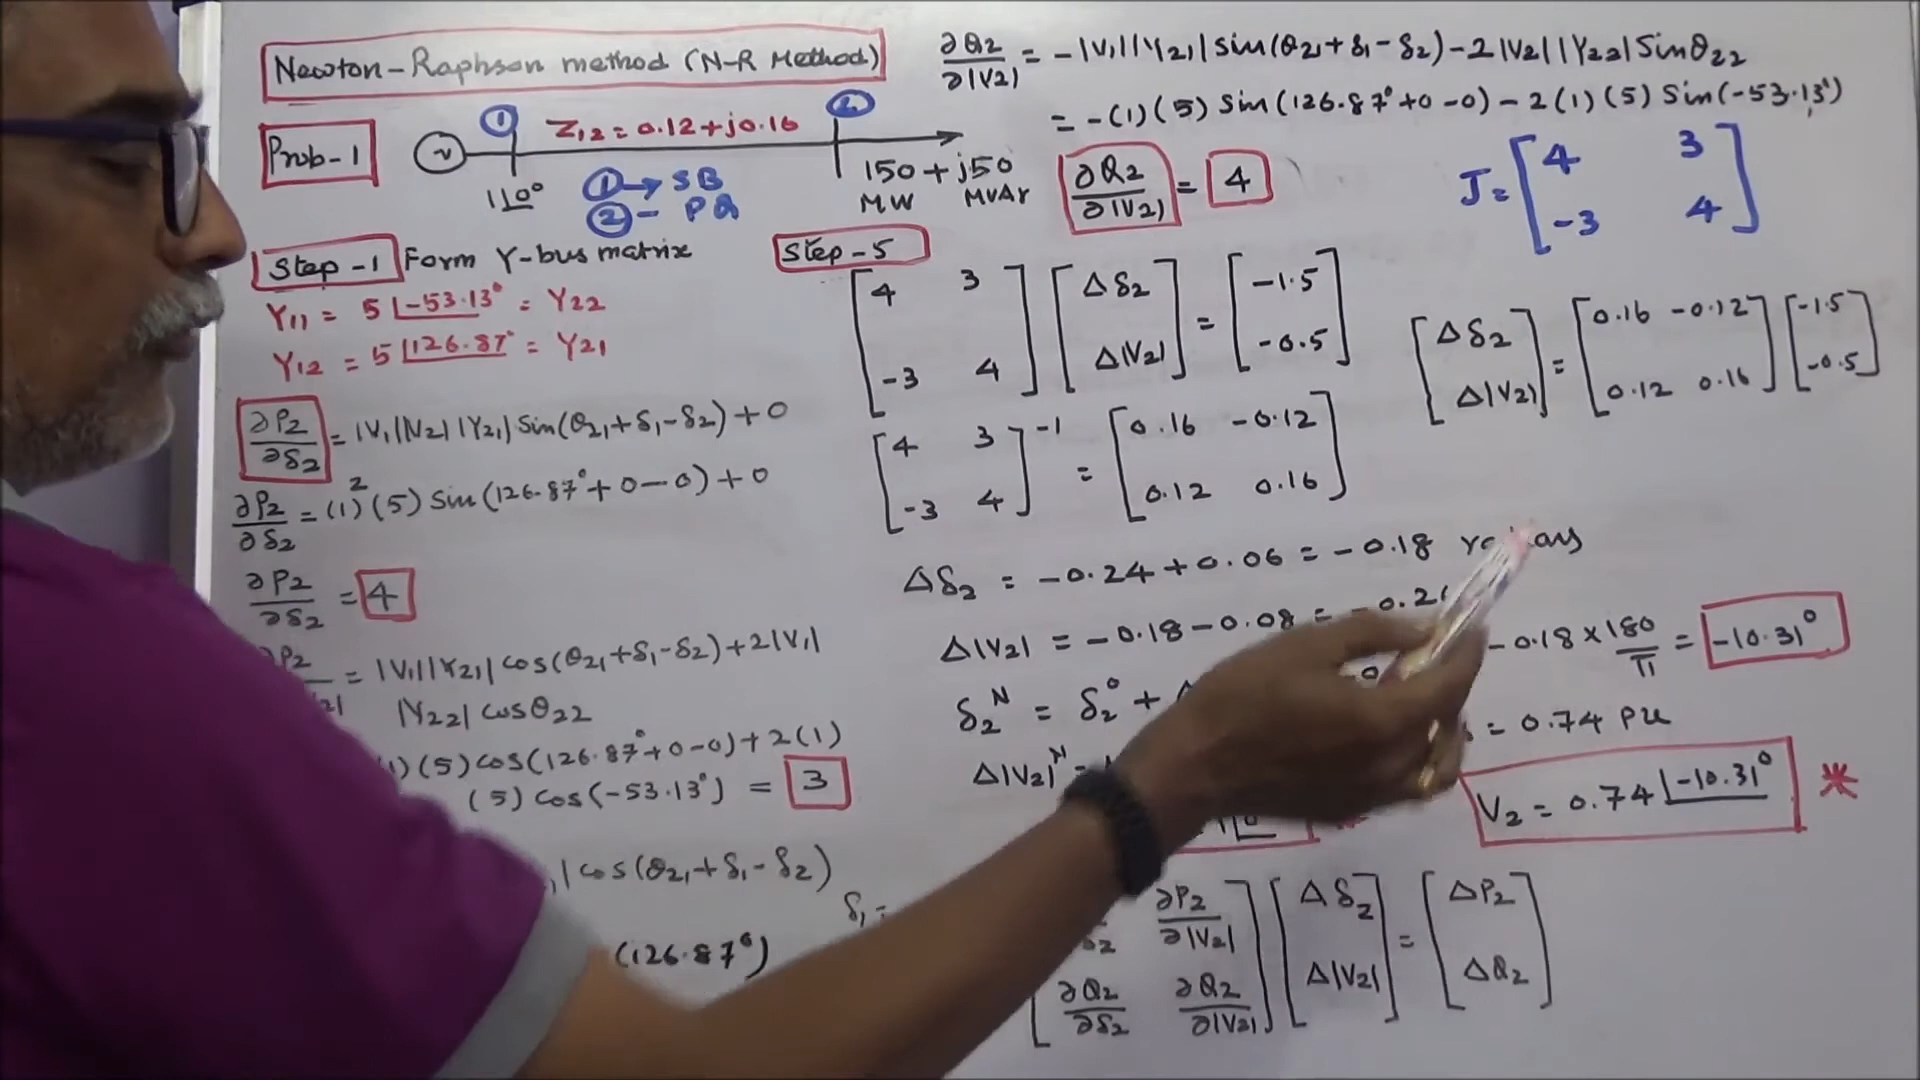 Newton-Raphson method (N-R Method)
Prob-1
1
2
Z12 = 0.12+j0.16
1∠0°
1 → SB
2 - PQ
150 + j50
MW MVAr
Step-1 Form Y-bus matrix
Y11 = 5∠-53.13° = Y22
Y12 = 5∠126.87° = Y21
∂P2/∂δ2 = |V1||V2||Y21| sin(θ21+δ1-δ2)+0
∂P2/∂δ2 = (1)²(5) sin(126.87°+0-0)+0
∂P2/∂δ2 = 4
= |V1||Y21| cos(θ21+δ1-δ2)+2|V1|
|Y22| cosθ22
(5)cos(126.87°+0-0)+2(1)
(5)cos(-53.13°) = 3
| cos(θ21+δ1-δ2)
δ1 =
(126.87°)
∂Q2/∂|V2| = -|V1||Y21| sin(θ21+δ1-δ2)-2|V2||Y22|Sinθ22
= -(1)(5) Sin(126.87°+0-0)-2(1)(5) Sin(-53.13°)
∂Q2/∂|V2| = 4
J = [4 3
-3 4]
Step-5
[4 3 [Δδ2 = [-1.5
-3 4] Δ|V2|] -0.5]
[Δδ2 = [0.16 -0.12 [-1.5
Δ|V2|] 0.12 0.16] -0.5]
[4 3 -1 = [0.16 -0.12
-3 4] 0.12 0.16]
Δδ2 = -0.24+0.06 = -0.18
Δ|V2| = -0.18-0.08 =
δ2ᴺ = δ2⁰ +
-0.18 × 180/π = -10.31°
Δ|V2|ᴺ =
= 0.74 PU
V2 = 0.74∠-10.31° *
∂P2/∂|V2| [Δδ2 = [ΔP2
∂Q2/∂δ2 ∂Q2/∂|V2|] Δ|V2|] ΔQ2]